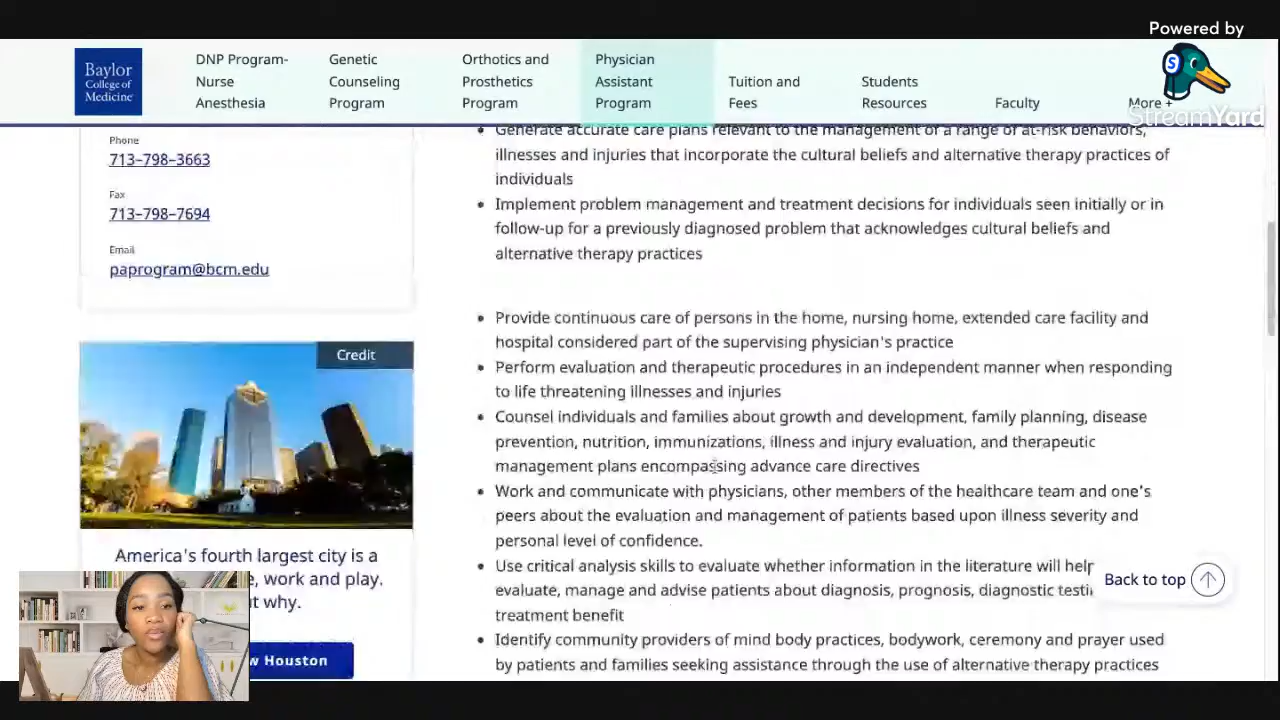 Powered by
StreamYard
Baylor
College of
Medicine
DNP Program-
Nurse
Anesthesia
Genetic
Counseling
Program
Orthotics and
Prosthetics
Program
Physician
Assistant
Program
Tuition and
Fees
Students
Resources
Faculty
More +
Phone
713-798-3663
Fax
713-798-7694
Email
paprogram@bcm.edu
Credit
America's fourth largest city is a
, work and play.
why.
Houston
Generate accurate care plans relevant to the management of a range of at-risk behaviors,
illnesses and injuries that incorporate the cultural beliefs and alternative therapy practices of
individuals
Implement problem management and treatment decisions for individuals seen initially or in
follow-up for a previously diagnosed problem that acknowledges cultural beliefs and
alternative therapy practices
Provide continuous care of persons in the home, nursing home, extended care facility and
hospital considered part of the supervising physician's practice
Perform evaluation and therapeutic procedures in an independent manner when responding
to life threatening illnesses and injuries
Counsel individuals and families about growth and development, family planning, disease
prevention, nutrition, immunizations, illness and injury evaluation, and therapeutic
management plans encompassing advance care directives
Work and communicate with physicians, other members of the healthcare team and one's
peers about the evaluation and management of patients based upon illness severity and
personal level of confidence.
Use critical analysis skills to evaluate whether information in the literature will help
evaluate, manage and advise patients about diagnosis, prognosis, diagnostic
treatment benefit
Identify community providers of mind body practices, bodywork, ceremony and prayer used
by patients and families seeking assistance through the use of alternative therapy practices
Back to top